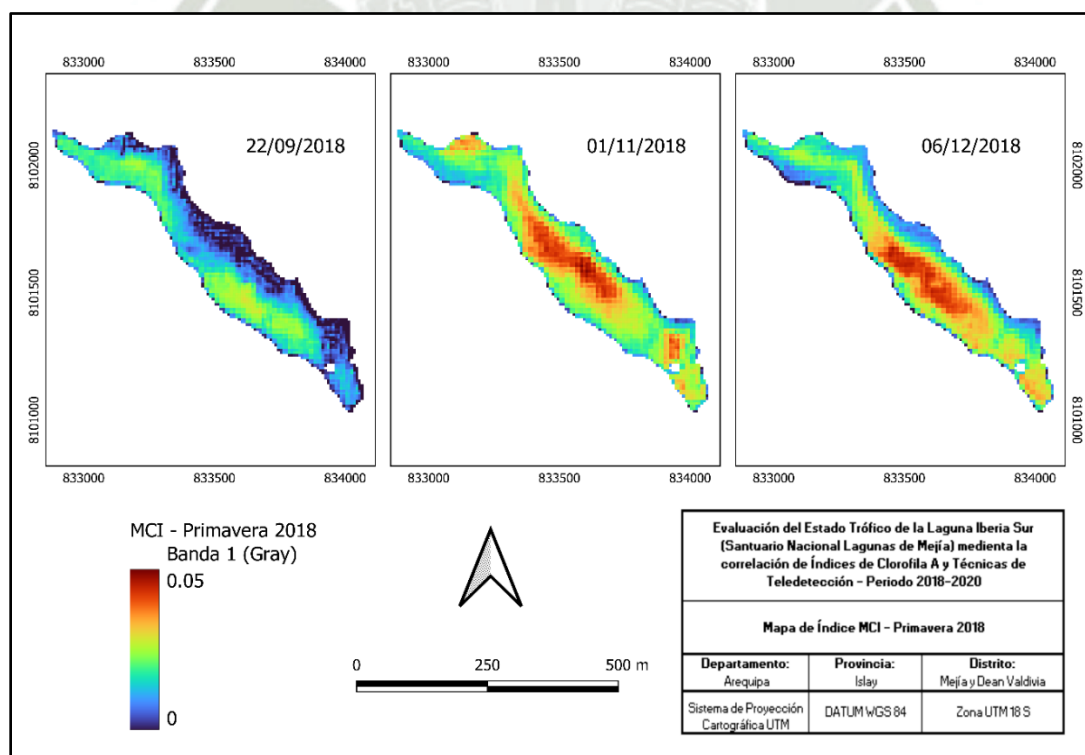 833000 833500 834000 833000 833500 834000 833000 833500 834000
22/09/2018 01/11/2018 06/12/2018
8102000 8102000
8101500 8101500
8101000 8101000
833000 833500 834000 833000 833500 834000 833000 833500 834000
MCI - Primavera 2018
Banda 1 (Gray)
0.05
0
0 250 500 m
Evaluación del Estado Trófico de la Laguna Iberia Sur
(Santuario Nacional Lagunas de Mejía) medienta la
correlación de Índices de Clorofila A y Técnicas de
Teledetección - Periodo 2018-2020
Mapa de Índice MCI - Primavera 2018
Departamento: Provincia: Distrito:
Arequipa Islay Mejía y Dean Valdivia
Sistema de Proyección
Cartográfica UTM DATUM WGS 84 Zona UTM 18 S